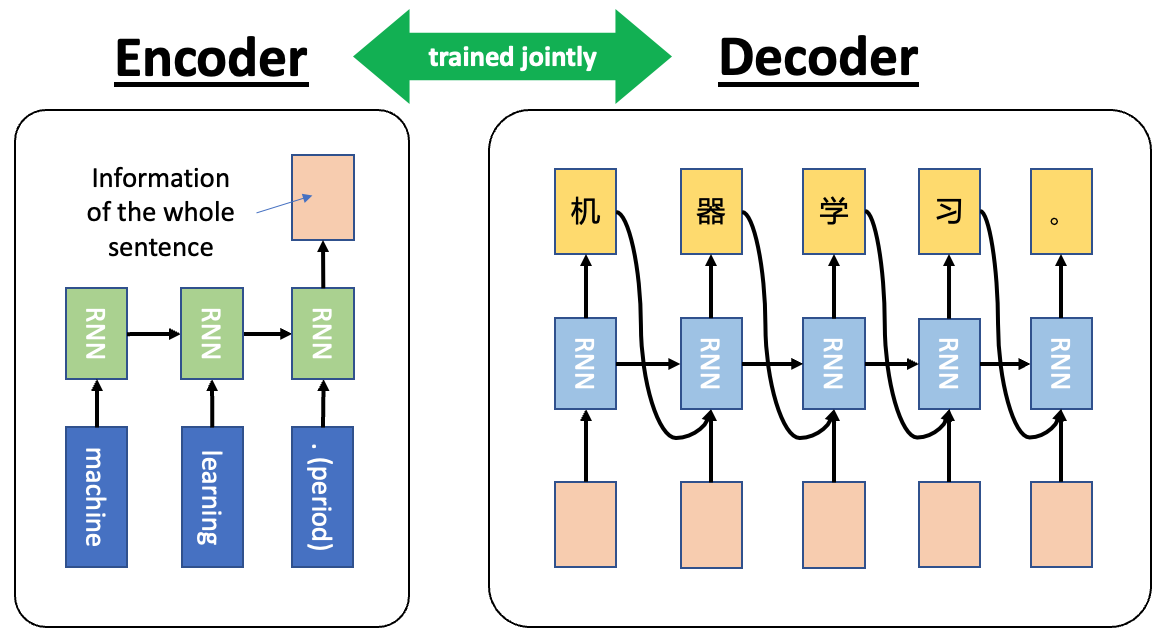 Encoder
trained jointly
Decoder
Information
of the whole
sentence
RNN
RNN
RNN
machine
learning
. (period)
机
器
学
习
。
RNN
RNN
RNN
RNN
RNN